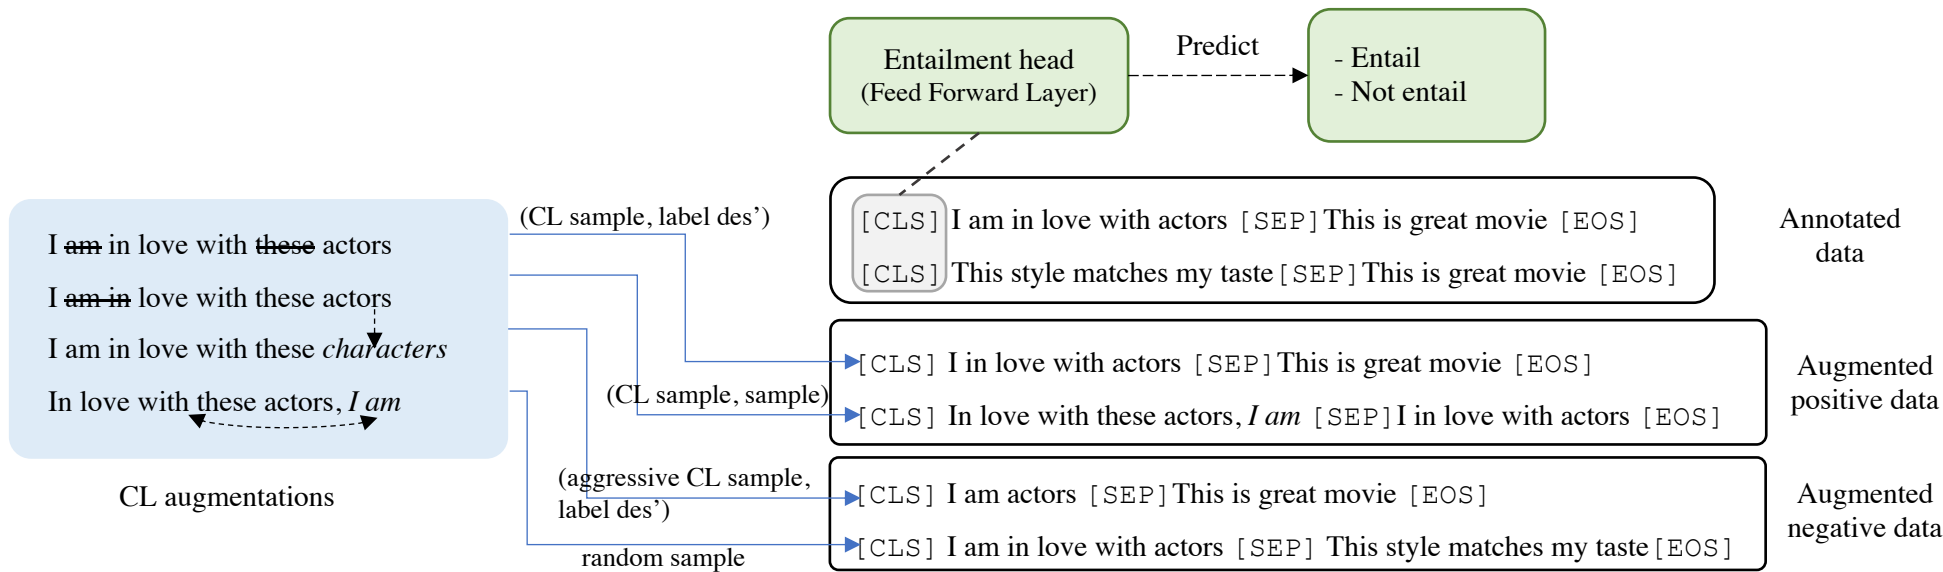 Entailment head
(Feed Forward Layer)
Predict
- Entail
- Not entail
I am in love with these actors
I am in love with these actors
I am in love with these characters
In love with these actors, I am
CL augmentations
(CL sample, label des’)
(CL sample, sample)
(aggressive CL sample,
label des’)
random sample
[CLS] I am in love with actors [SEP]This is great movie [EOS]
[CLS] This style matches my taste[SEP]This is great movie [EOS]
Annotated
data
[CLS] I in love with actors [SEP]This is great movie [EOS]
[CLS] In love with these actors, I am [SEP]I in love with actors [EOS]
Augmented
positive data
[CLS] I am actors [SEP]This is great movie [EOS]
[CLS] I am in love with actors [SEP] This style matches my taste[EOS]
Augmented
negative data